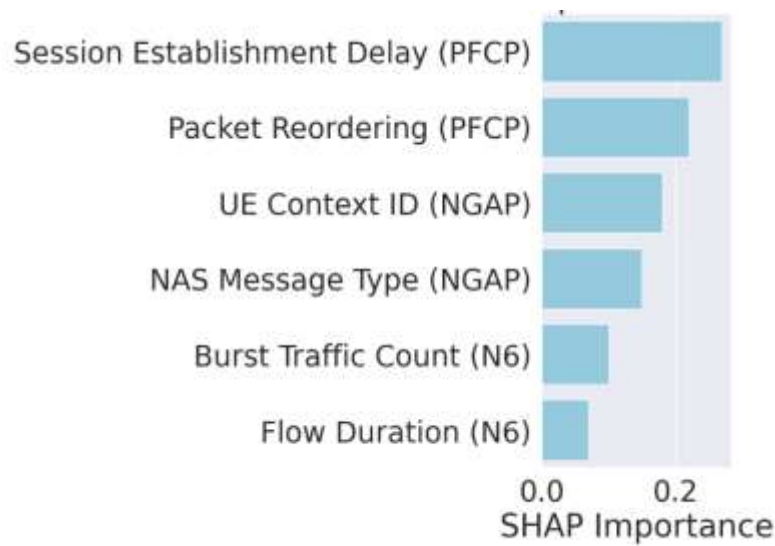 Session Establishment Delay (PFCP)
Packet Reordering (PFCP)
UE Context ID (NGAP)
NAS Message Type (NGAP)
Burst Traffic Count (N6)
Flow Duration (N6)
0.0 0.2
SHAP Importance